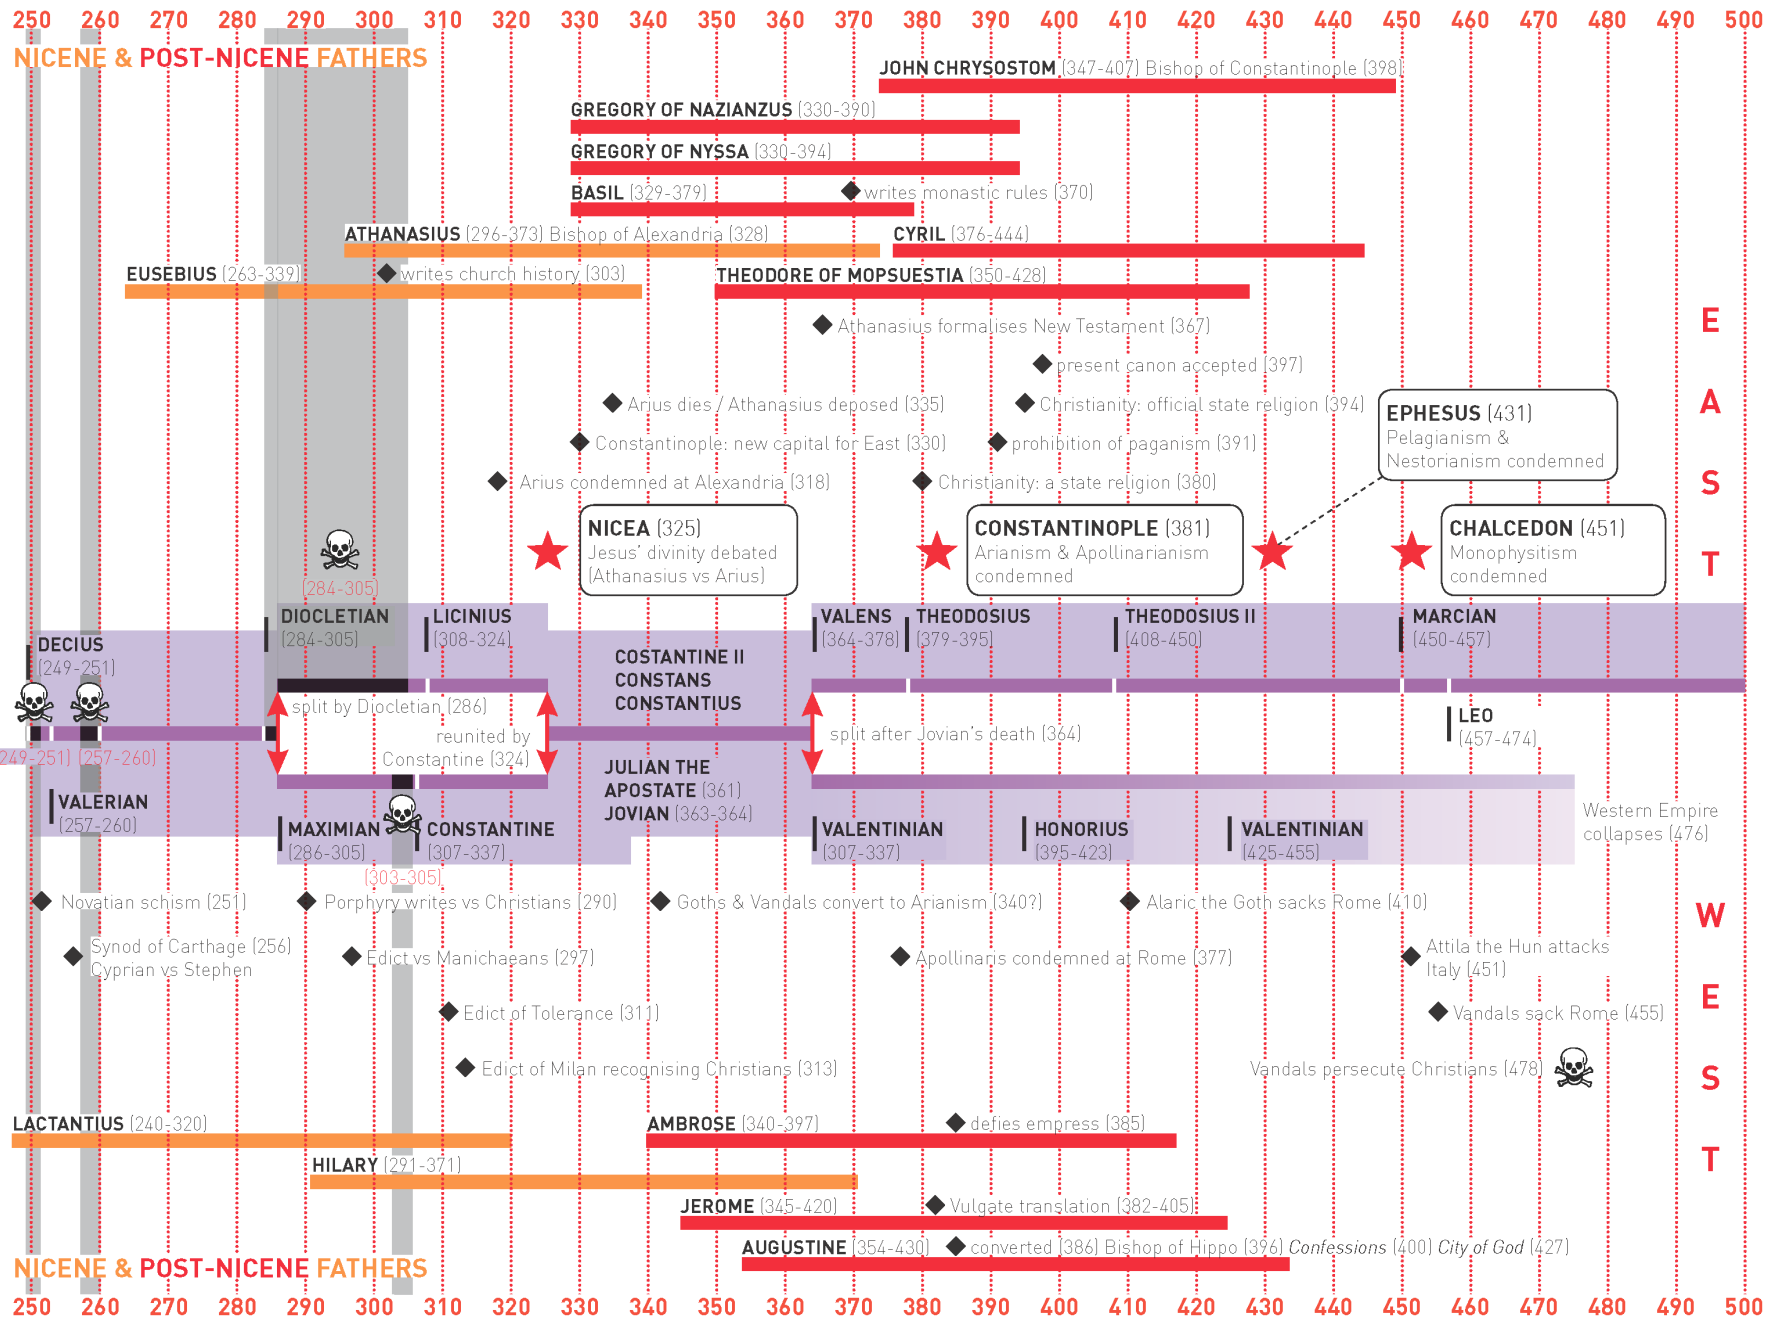 250 260 270 280 290 300 310 320 330 340 350 360 370 380 390 400 410 420 430 440 450 460 470 480 490 500
NICENE & POST-NICENE FATHERS
JOHN CHRYSOSTOM (347-407) Bishop of Constantinople (398)
GREGORY OF NAZIANZUS (330-390)
GREGORY OF NYSSA (330-394)
BASIL (329-379)
writes monastic rules (370)
ATHANASIUS (296-373) Bishop of Alexandria (328)
CYRIL (376-444)
EUSEBIUS (263-339)
writes church history (303)
THEODORE OF MOPSUESTIA (350-428)
Athanasius formalises New Testament (367)
present canon accepted (397)
Arius dies / Athanasius deposed (335)
Christianity: official state religion (394)
Constantinople: new capital for East (330)
prohibition of paganism (391)
Arius condemned at Alexandria (318)
Christianity: a state religion (380)
EPHESUS (431)
Pelagianism &
Nestorianism condemned
NICEA (325)
Jesus' divinity debated
(Athanasius vs Arius)
CONSTANTINOPLE (381)
Arianism & Apollinarianism
condemned
CHALCEDON (451)
Monophysitism
condemned
EAST
(284-305)
DECIUS
(249-251)
DIOCLETIAN
(284-305)
LICINIUS
(308-324)
COSTANTINE II
CONSTANS
CONSTANTIUS
VALENS
(364-378)
THEODOSIUS
(379-395)
THEODOSIUS II
(408-450)
MARCIAN
(450-457)
LEO
(457-474)
split by Diocletian (286)
reunited by
Constantine (324)
split after Jovian's death (364)
249-251) (257-260)
VALERIAN
(257-260)
MAXIMIAN
(286-305)
CONSTANTINE
(307-337)
(303-305)
JULIAN THE
APOSTATE (361)
JOVIAN (363-364)
VALENTINIAN
(307-337)
HONORIUS
(395-423)
VALENTINIAN
(425-455)
Western Empire
collapses (476)
Novatian schism (251)
Porphyry writes vs Christians (290)
Goths & Vandals convert to Arianism (340?)
Alaric the Goth sacks Rome (410)
Synod of Carthage (256)
Cyprian vs Stephen
Edict vs Manichaeans (297)
Apollinaris condemned at Rome (377)
Attila the Hun attacks
Italy (451)
Edict of Tolerance (311)
Vandals sack Rome (455)
Edict of Milan recognising Christians (313)
Vandals persecute Christians (478)
WEST
LACTANTIUS (240-320)
AMBROSE (340-397)
defies empress (385)
HILARY (291-371)
JEROME (345-420)
Vulgate translation (382-405)
AUGUSTINE (354-430)
converted (386) Bishop of Hippo (396) Confessions (400) City of God (427)
NICENE & POST-NICENE FATHERS
250 260 270 280 290 300 310 320 330 340 350 360 370 380 390 400 410 420 430 440 450 460 470 480 490 500